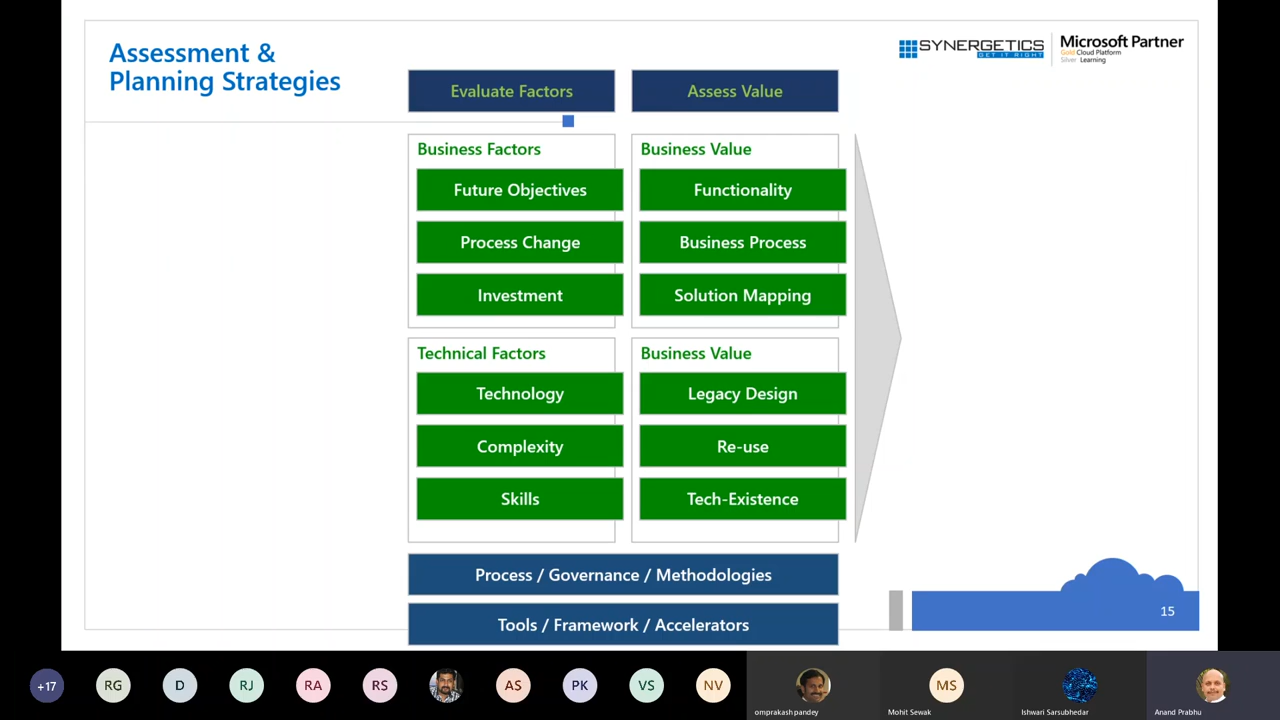 Assessment &
Planning Strategies
SYNERGETICS
GET IT RIGHT
Microsoft Partner
Gold Cloud Platform
Silver Learning
Evaluate Factors
Assess Value
Business Factors
Future Objectives
Process Change
Investment
Business Value
Functionality
Business Process
Solution Mapping
Technical Factors
Technology
Complexity
Skills
Business Value
Legacy Design
Re-use
Tech-Existence
Process / Governance / Methodologies
Tools / Framework / Accelerators
15
+17
RG
D
RJ
RA
RS
AS
PK
VS
NV
omprakash pandey
MS
Mohit Sewak
Ishwari Sarsubhedar
Anand Prabhu